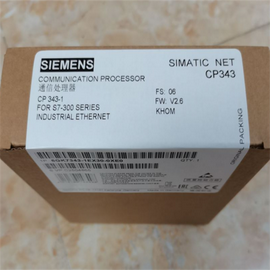 SIEMENS
SIMATIC NET
CP343
COMMUNICATION PROCESSOR
通信处理器
CP 343-1
FOR S7-300 SERIES
INDUSTRIAL ETHERNET
FS: 06
FW: V2.6
KHOM
ORIGINAL PACKING